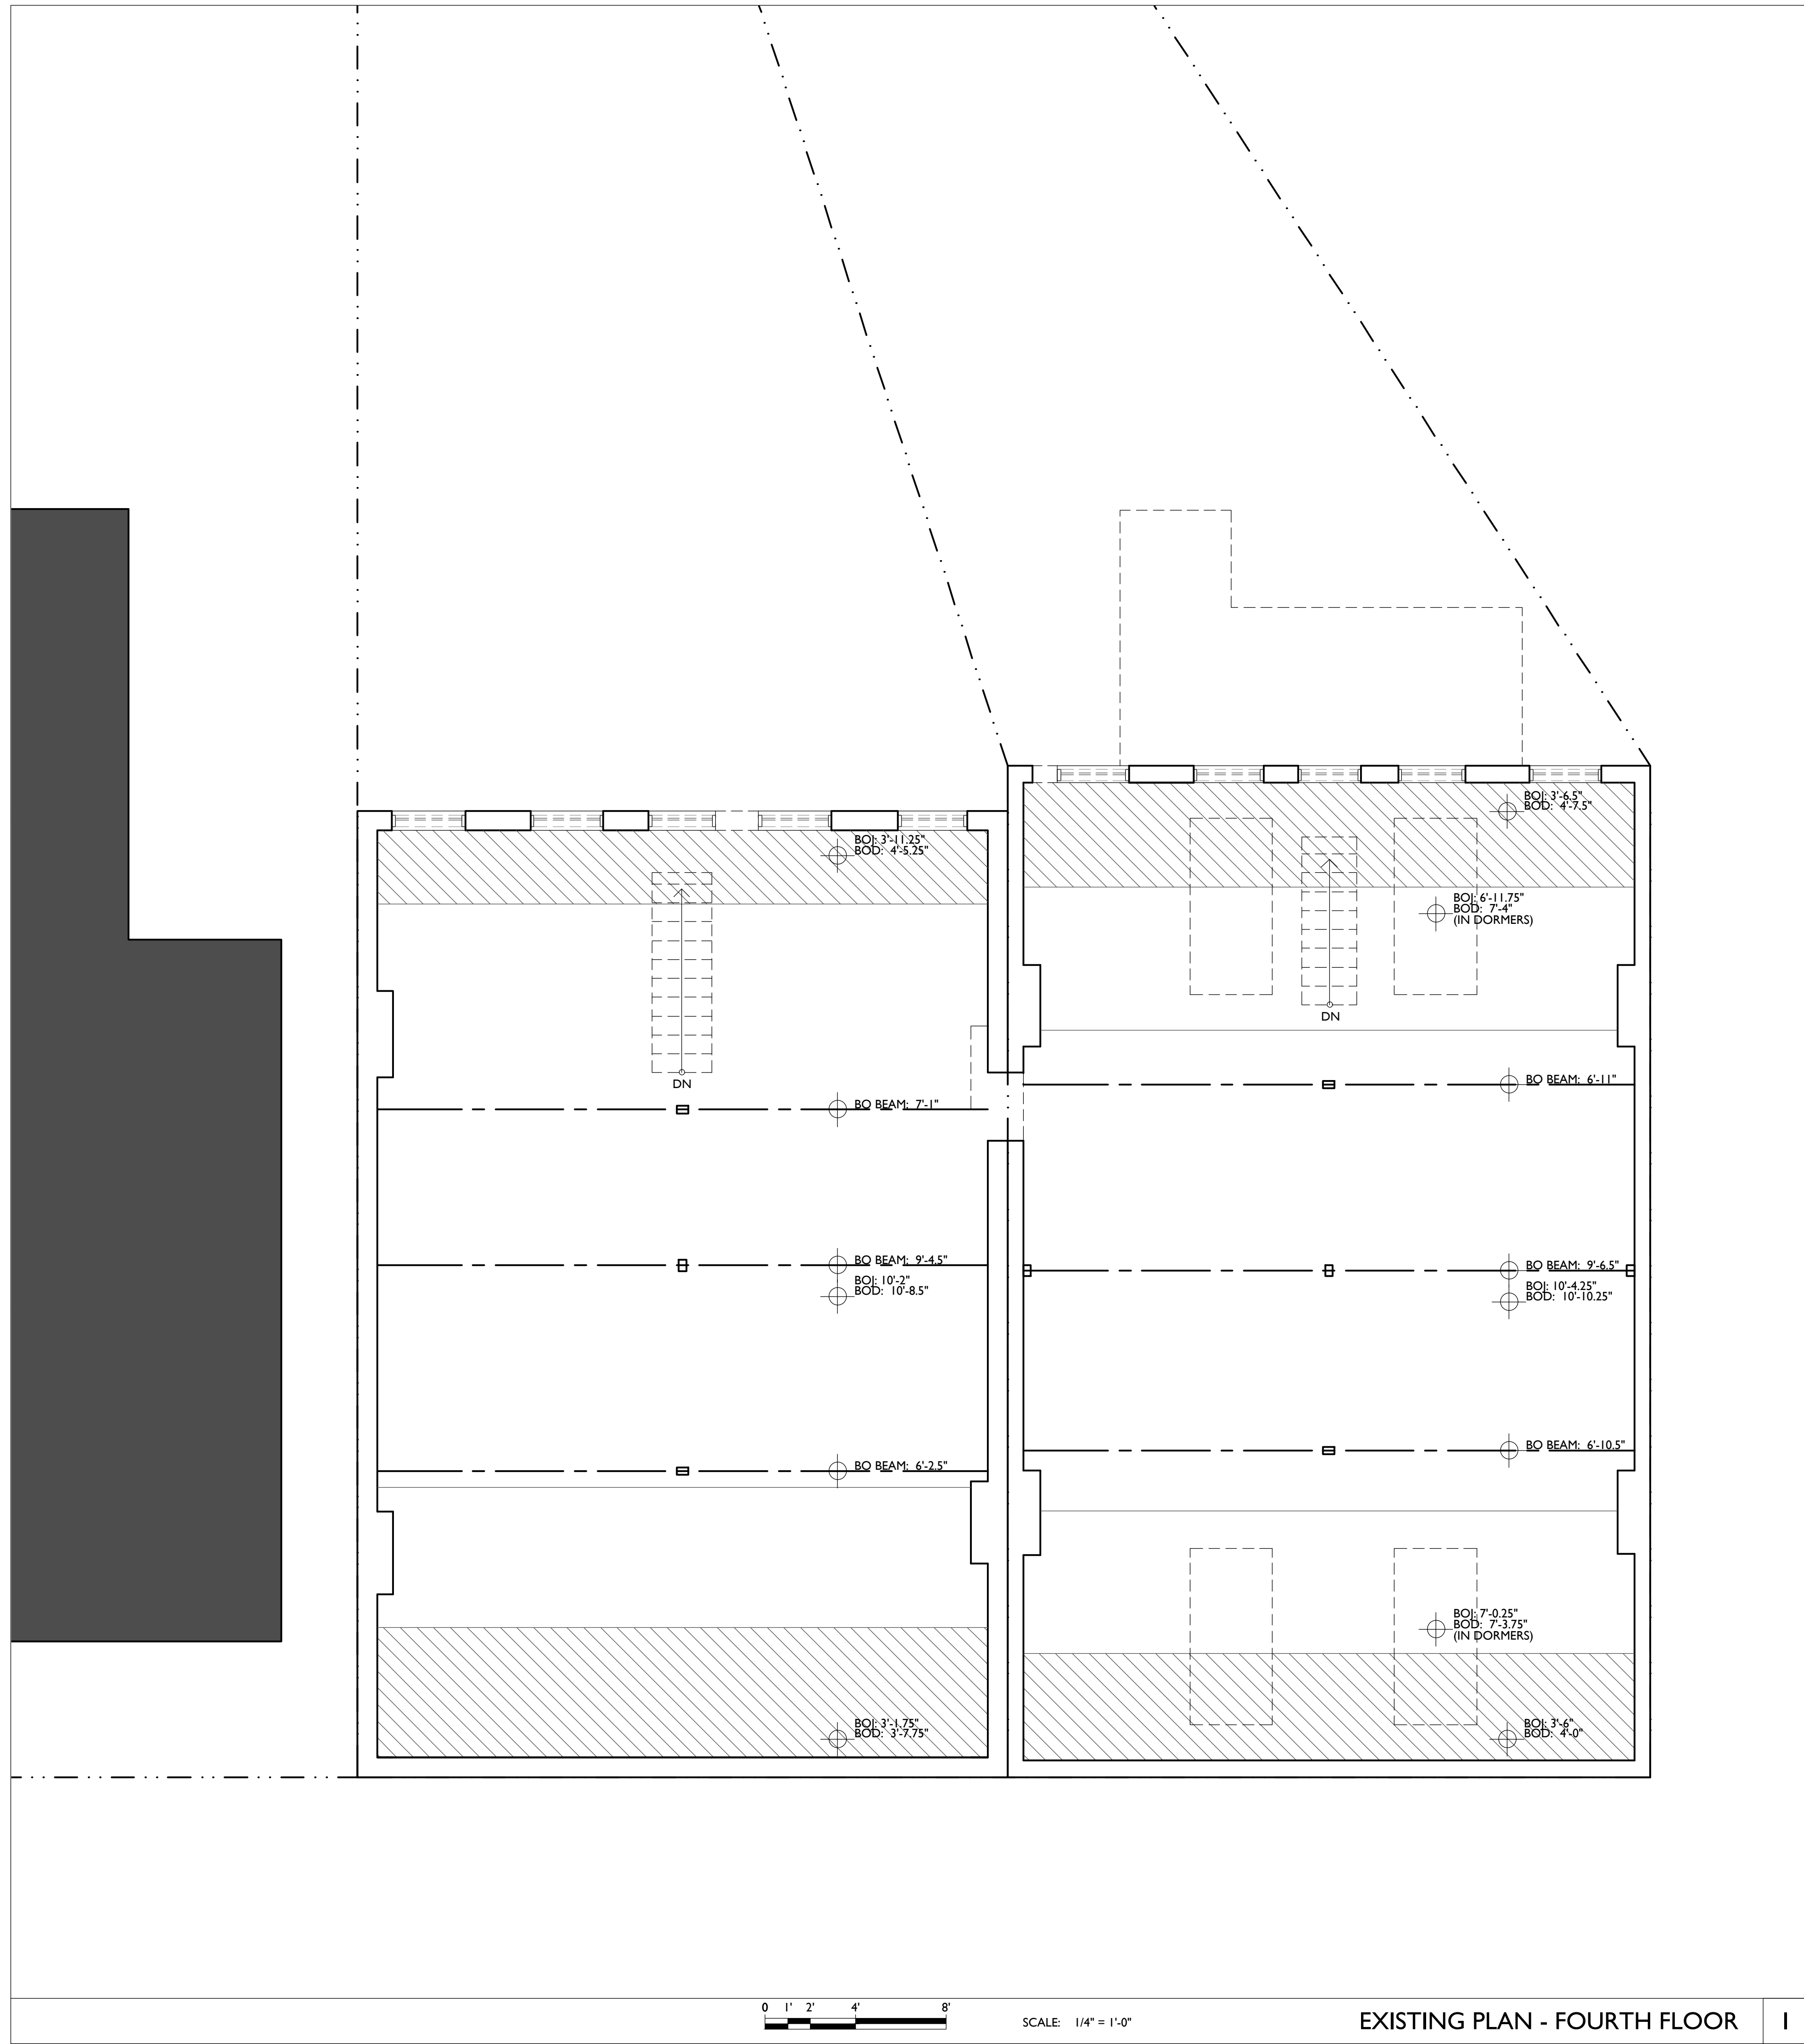 BOJ: 3'-6.5"
BOD: 4'-7.5"
BOJ: 3'-11.25"
BOD: 4'-5.25"
BOJ: 6'-11.75"
BOD: 7'-4"
(IN DORMERS)
DN
DN
BO BEAM: 6'-11"
BO BEAM: 7'-1"
BO BEAM: 9'-4.5"
BOJ: 10'-2"
BOD: 10'-8.5"
BO BEAM: 9'-6.5"
BOJ: 10'-4.25"
BOD: 10'-10.25"
BO BEAM: 6'-10.5"
BO BEAM: 6'-2.5"
BOJ: 7'-0.25"
BOD: 7'-3.75"
(IN DORMERS)
BOJ: 3'-1.75"
BOD: 3'-7.75"
BOJ: 3'-6"
BOD: 4'-0"
0 1' 2' 4' 8'
SCALE: 1/4" = 1'-0"
EXISTING PLAN - FOURTH FLOOR
1